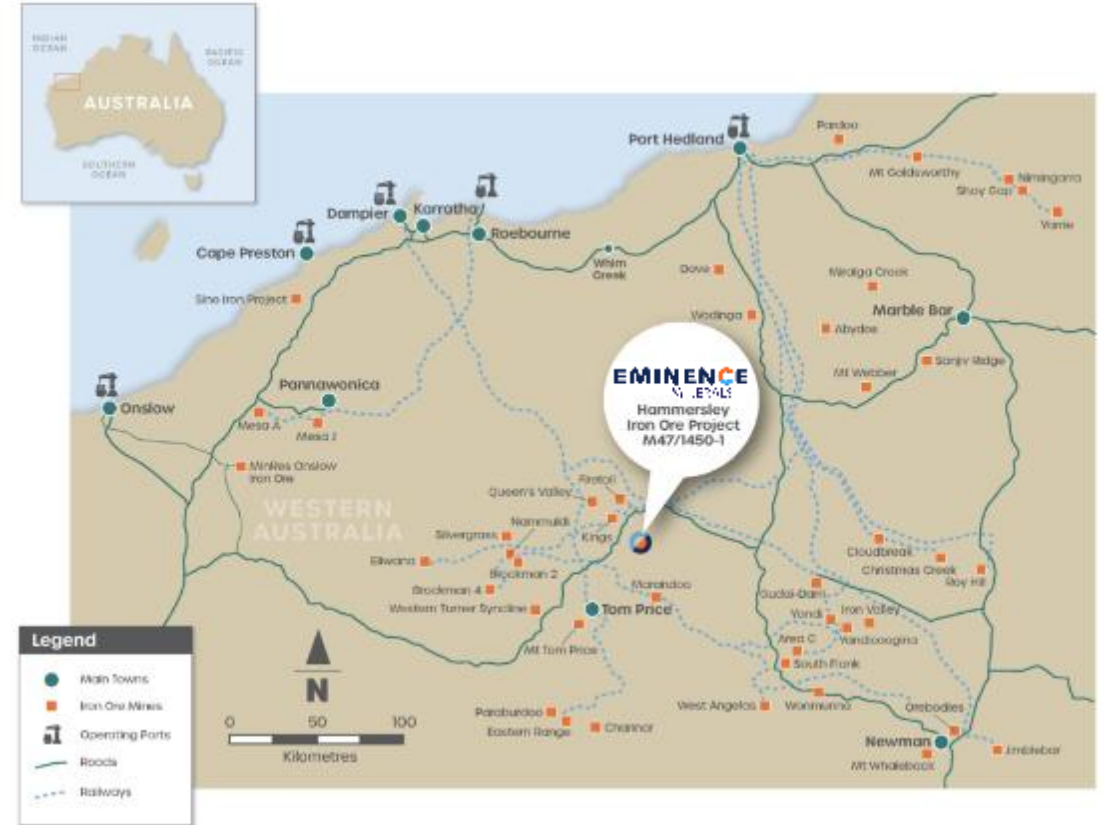 INDIAN
OCEAN
PACIFIC
OCEAN
AUSTRALIA
SOUTHERN
OCEAN
Port Hedland
Pardoo
Mt Goldsworthy
Nimingarra
Shay Gap
Yarrie
Dampier
Karratha
Roebourne
Cape Preston
Whim
Creek
Sino Iron Project
Dove
Miralga Creek
Wodinga
Marble Bar
Abydos
Sanjiv Ridge
Mt Webber
EMINENCE
MINERALS
Hammersley
Iron Ore Project
M47/1450-1
Onslow
Pannawonica
Mesa A
Mesa J
MinRes Onslow
Iron Ore
WESTERN
AUSTRALIA
Queen's Valley
Firetail
Nammuldi
Silvergrass
Kings
Eliwana
Brockman 2
Brockman 4
Western Turner Syncline
Marandoo
Tom Price
Mt Tom Price
Cloudbreak
Christmas Creek
Roy Hill
Gudai-Darri
Yandi
Iron Valley
Yandicoogina
Area C
South Flank
West Angelas
Wonmunna
Orebodies
Newman
Jimblebar
Mt Whaleback
Paraburdoo
Eastern Range
Channar
Legend
Main Towns
Iron Ore Mines
Operating Ports
Roads
Railways
N
0 50 100
Kilometres